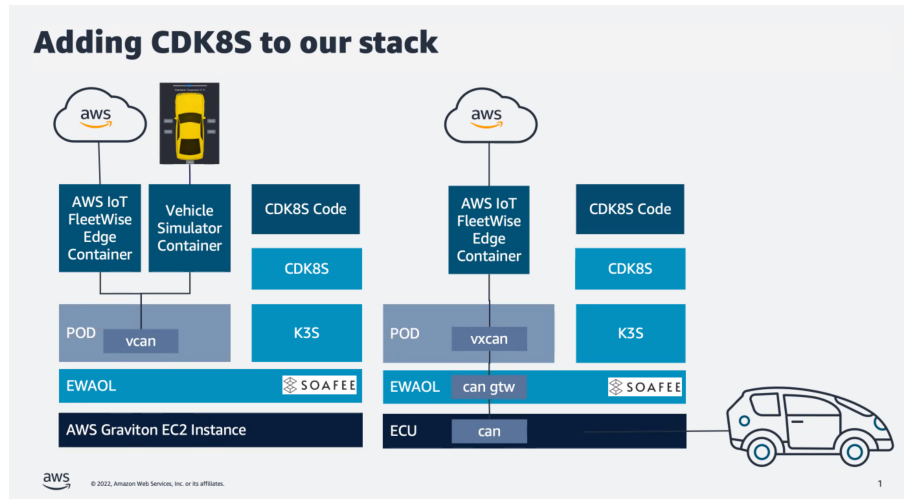 Adding CDK8S to our stack
aws
AWS IoT
FleetWise
Edge
Container
Vehicle
Simulator
Container
CDK8S Code
CDK8S
POD
vcan
K3S
EWAOL
SOAFEE
AWS Graviton EC2 Instance
aws
AWS IoT
FleetWise
Edge
Container
CDK8S Code
CDK8S
POD
vxcan
K3S
EWAOL
can gtw
SOAFEE
ECU
can
aws
© 2022, Amazon Web Services, Inc. or its affiliates.
1